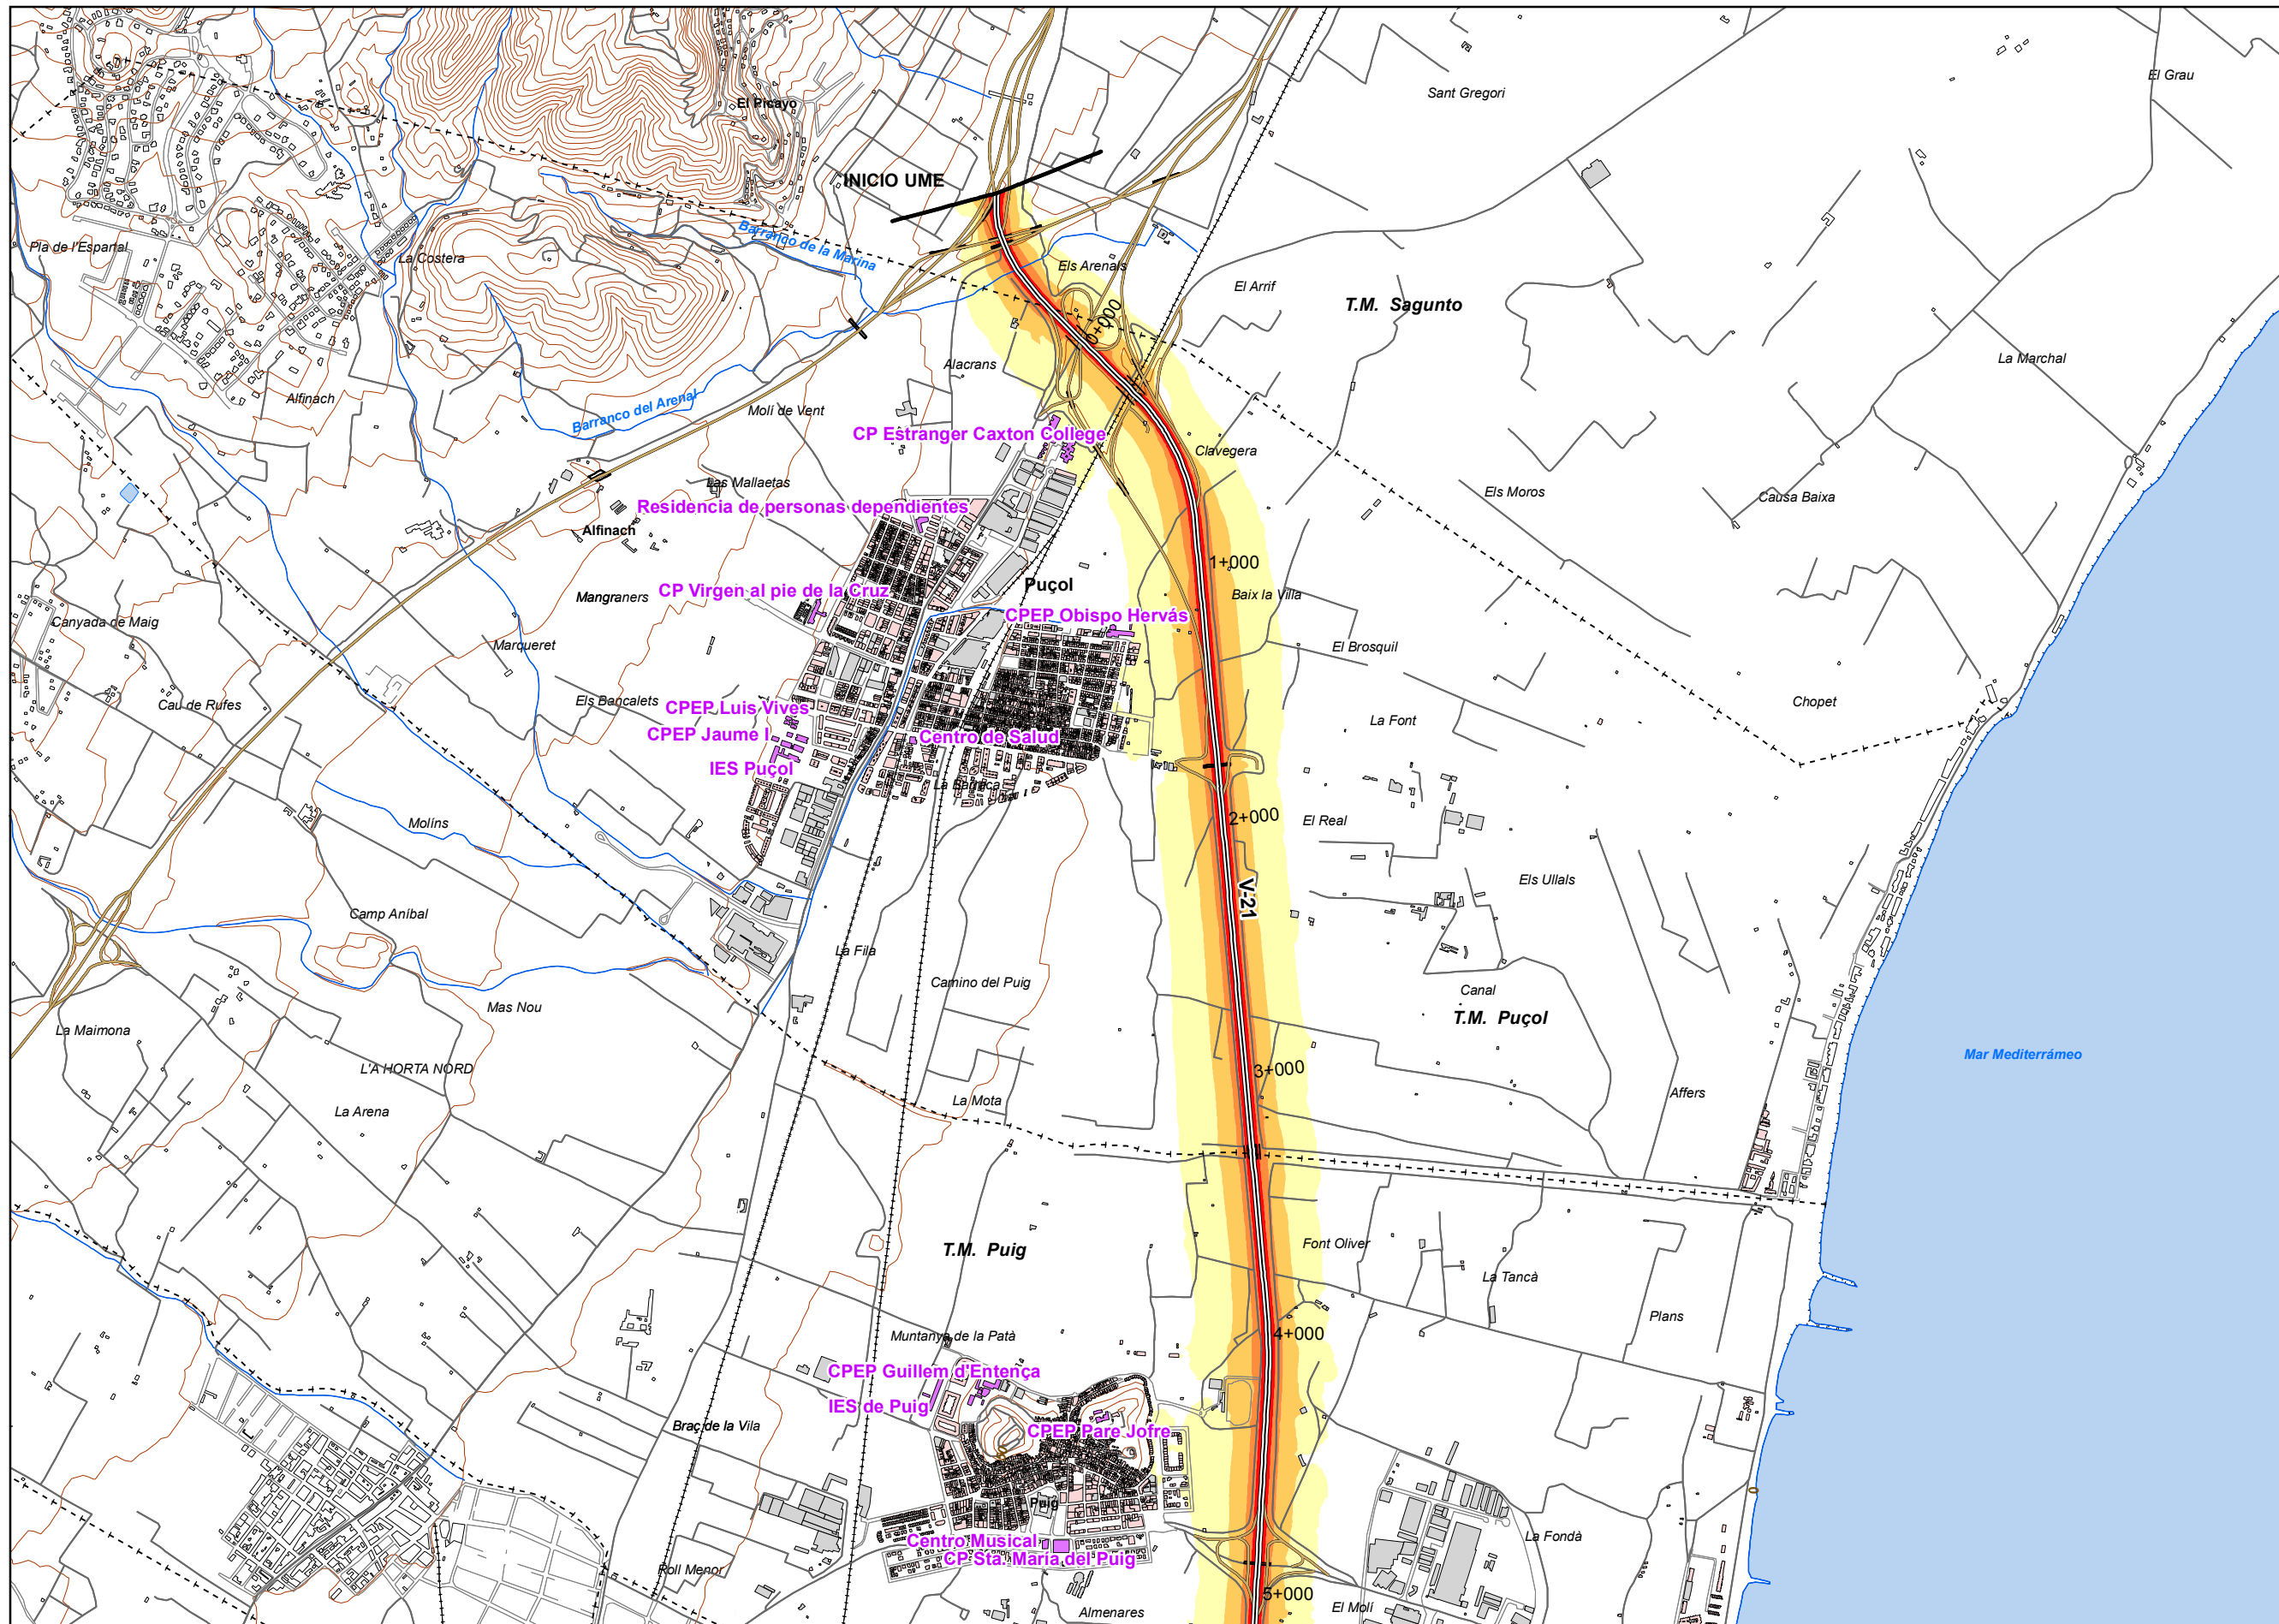 El Grau
Sant Gregori
El Picayo
INICIO UME
Barranco de la Marina
Pla de l'Espartal
La Costera
Els Arenals
El Arrif
T.M. Sagunto
0+000
La Marchal
Alacrans
Alfinach
Barranco del Arenal
Molí de Vent
CP Estranger Caxton College
Clavegera
Las Mallaetas
Els Moros
Causa Baixa
Residencia de personas dependientes
Alfinach
1+000
Puçol
Mangraners
CP Virgen al pie de la Cruz
Baix la Villa
CPEP Obispo Hervás
Canyada de Maig
Marqueret
El Brosquil
Els Bancalets
CPEP Luis Vives
Cau de Rufes
Chopet
La Font
CPEP Jaume I
Centro de Salud
IES Puçol
La Barraca
2+000
El Real
Molíns
Els Ullals
V-21
Camp Aníbal
La Fila
Camino del Puig
Canal
Mas Nou
T.M. Puçol
La Maimona
Mar Mediterrámeo
L'A HORTA NORD
3+000
Affers
La Mota
La Arena
T.M. Puig
Font Oliver
La Tancà
Plans
Muntanya de la Patà
4+000
CPEP Guillem d'Entença
IES de Puig
Braç de la Vila
CPEP Pare Jofre
0
Puig
La Fondà
Centro Musical
CP Sta. María del Puig
Roll Menor
5+000
El Molí
Almenares